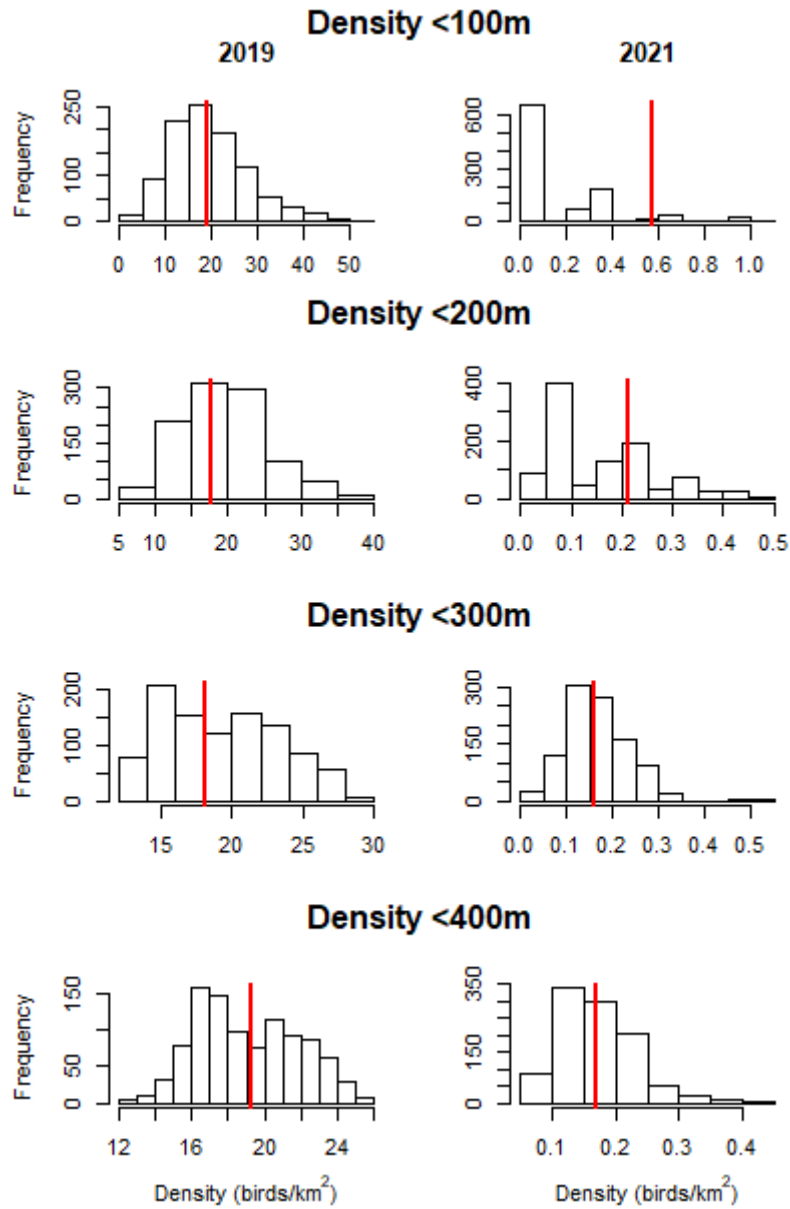 Density <100m
2019 2021
Frequency
250
100
0
0 10 20 30 40 50
600
300
0
0.0 0.2 0.4 0.6 0.8 1.0
Density <200m
Frequency
300
150
0
5 10 20 30 40
400
200
0
0.0 0.1 0.2 0.3 0.4 0.5
Density <300m
Frequency
200
100
0
15 20 25 30
300
150
0
0.0 0.1 0.2 0.3 0.4 0.5
Density <400m
Frequency
150
50
0
12 16 20 24
Density (birds/km²)
350
150
0
0.1 0.2 0.3 0.4
Density (birds/km²)